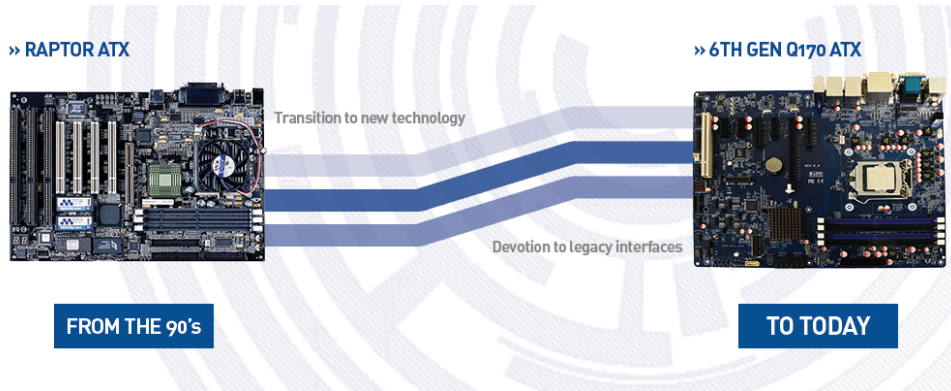 ›› RAPTOR ATX
›› 6TH GEN Q170 ATX
Transition to new technology
Devotion to legacy interfaces
FROM THE 90's
TO TODAY